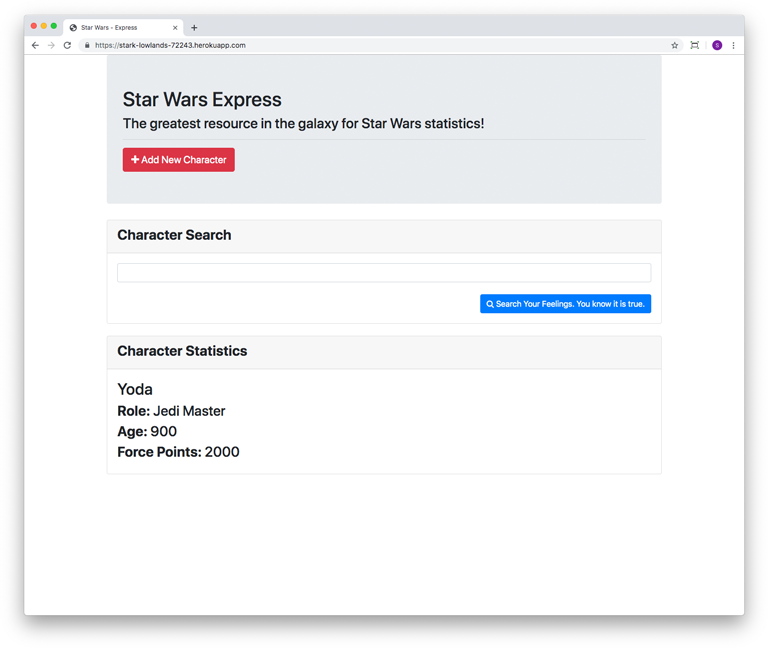 Star Wars - Express
https://stark-lowlands-72243.herokuapp.com
S
Star Wars Express
The greatest resource in the galaxy for Star Wars statistics!
Add New Character
Character Search
Search Your Feelings. You know it is true.
Character Statistics
Yoda
Role: Jedi Master
Age: 900
Force Points: 2000